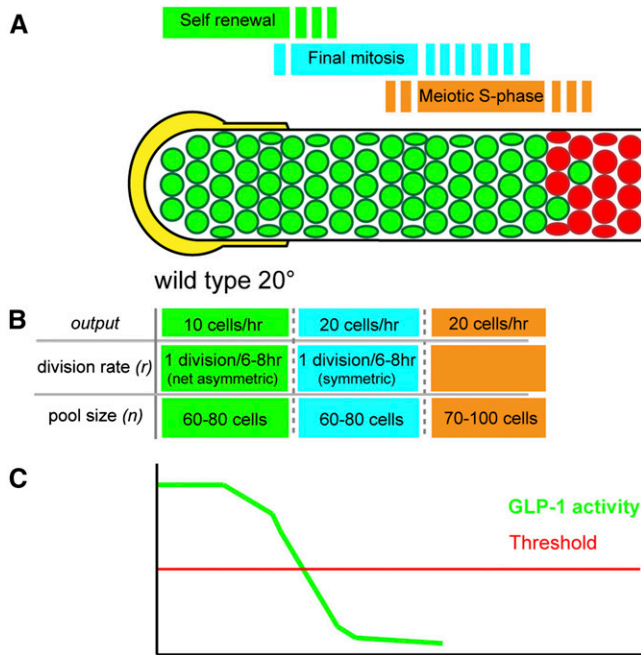 A
Self renewal
Final mitosis
Meiotic S-phase
wild type 20°
B
output 10 cells/hr 20 cells/hr 20 cells/hr
division rate (r) 1 division/6-8hr 1 division/6-8hr
(net asymmetric) (symmetric)
pool size (n) 60-80 cells 60-80 cells 70-100 cells
C
GLP-1 activity
Threshold